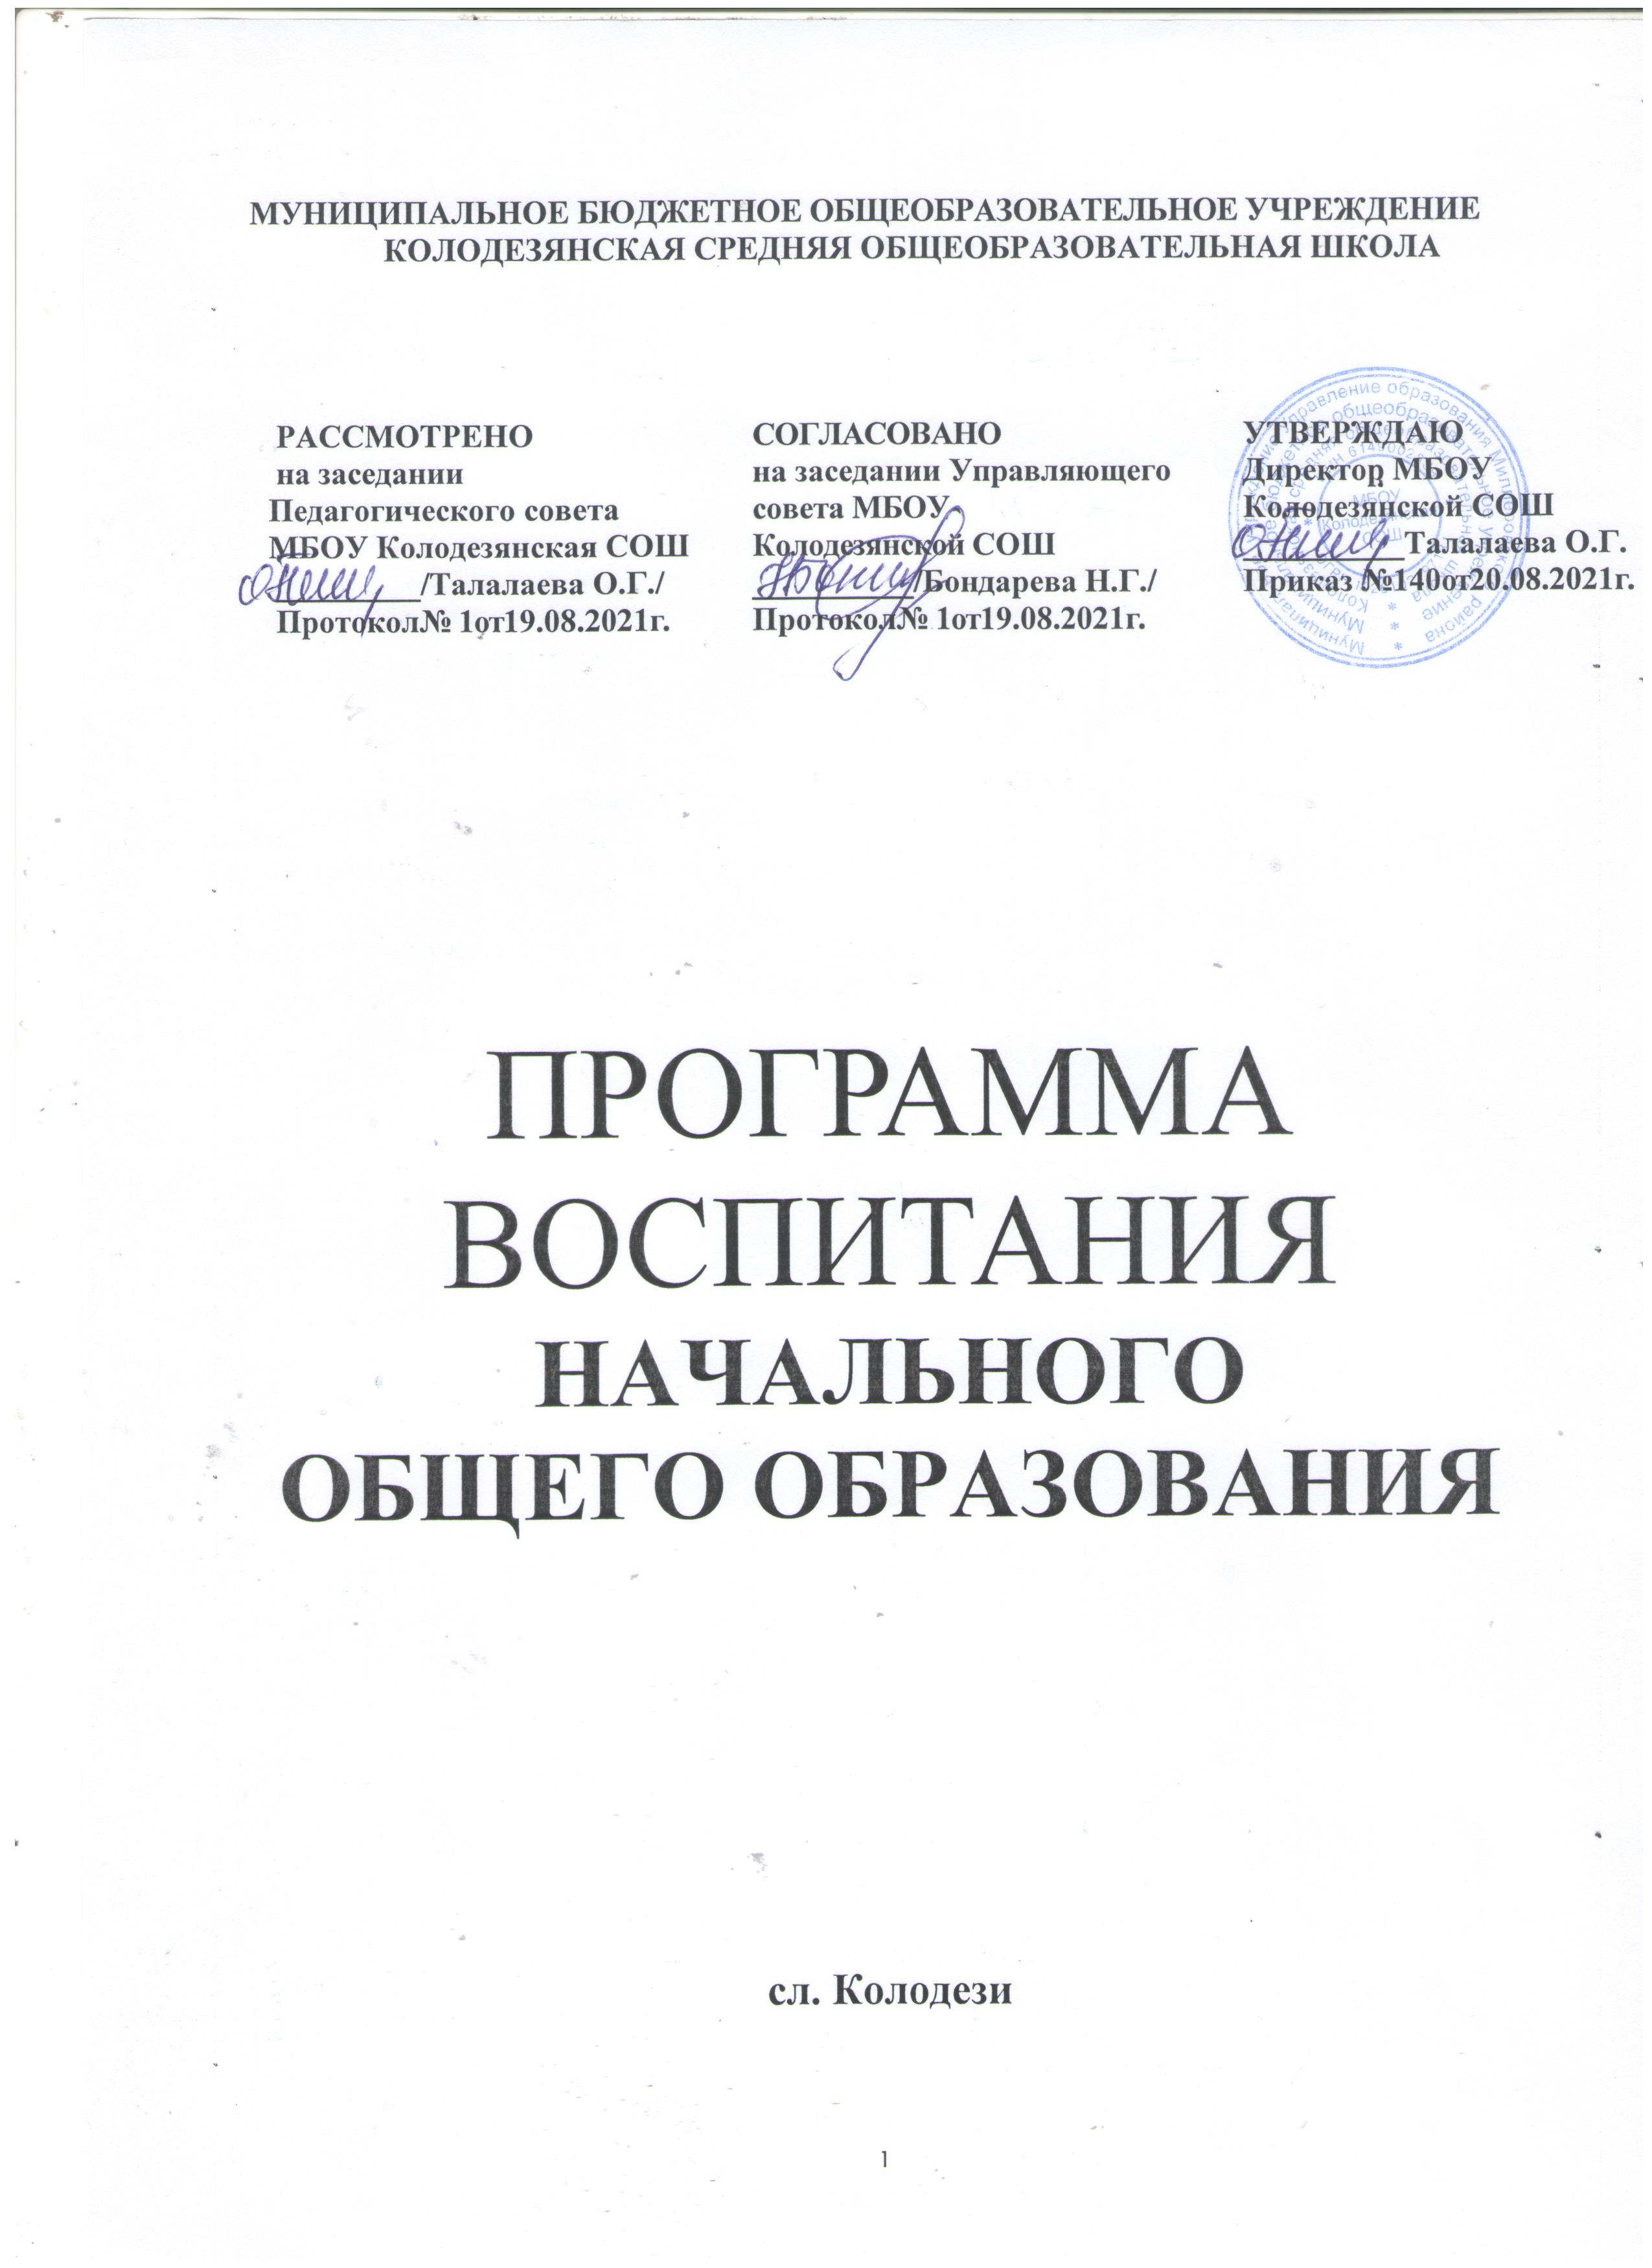 МУНИЦИПАЛЬНОЕ БЮДЖЕТНОЕ ОБЩЕОБРАЗОВАТЕЛЬНОЕ УЧРЕЖДЕНИЕ
КОЛОДЕЗЯНСКАЯ СРЕДНЯЯ ОБЩЕОБРАЗОВАТЕЛЬНАЯ ШКОЛА
РАССМОТРЕНО
на заседании
Педагогического совета
МБОУ Колодезянская СОШ
/Талалаева О.Г./
Протокол№ 1от19.08.2021г.
СОГЛАСОВАНО
на заседании Управляющего
совета МБОУ
Колодезянской СОШ
/Бондарева Н.Г./
Протокол№ 1от19.08.2021г.
УТВЕРЖДАЮ
Директор МБОУ
Колодезянской СОШ
Талалаева О.Г.
Приказ №140от20.08.2021г.
ПРОГРАММА
ВОСПИТАНИЯ
НАЧАЛЬНОГО
ОБЩЕГО ОБРАЗОВАНИЯ
сл. Колодези
1